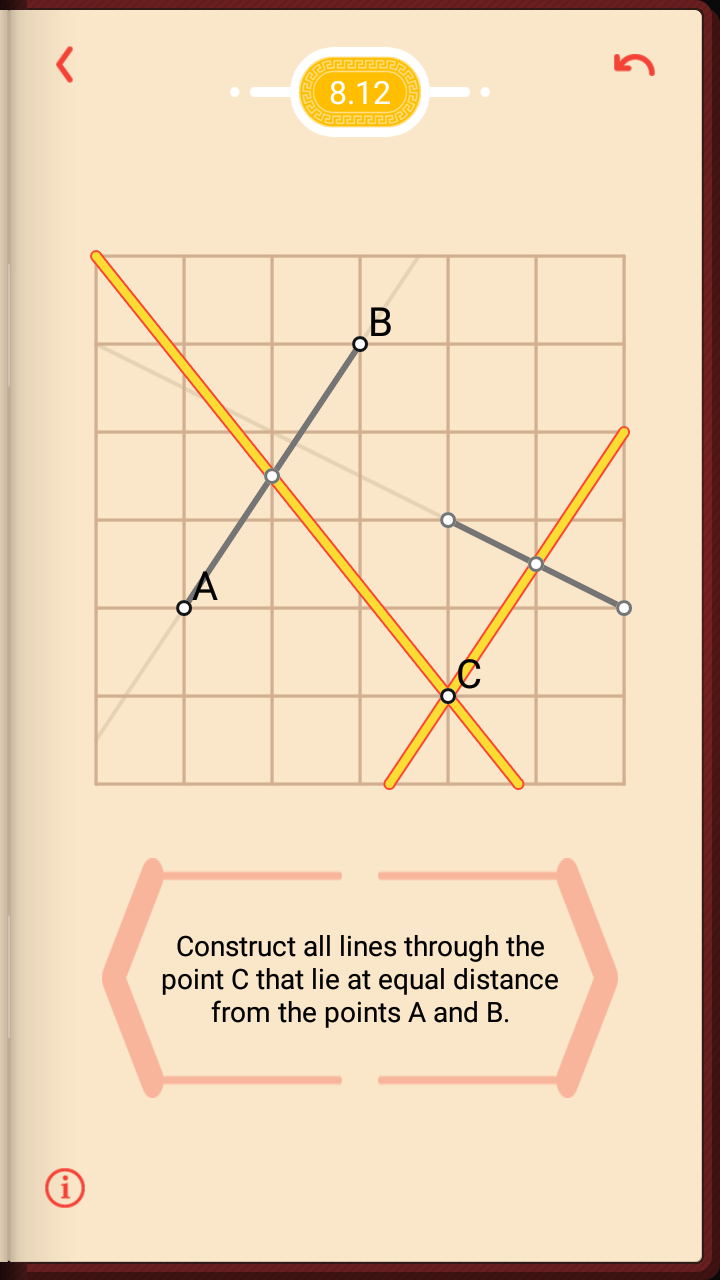 8.12
B
A
C
Construct all lines through the
point C that lie at equal distance
from the points A and B.
i